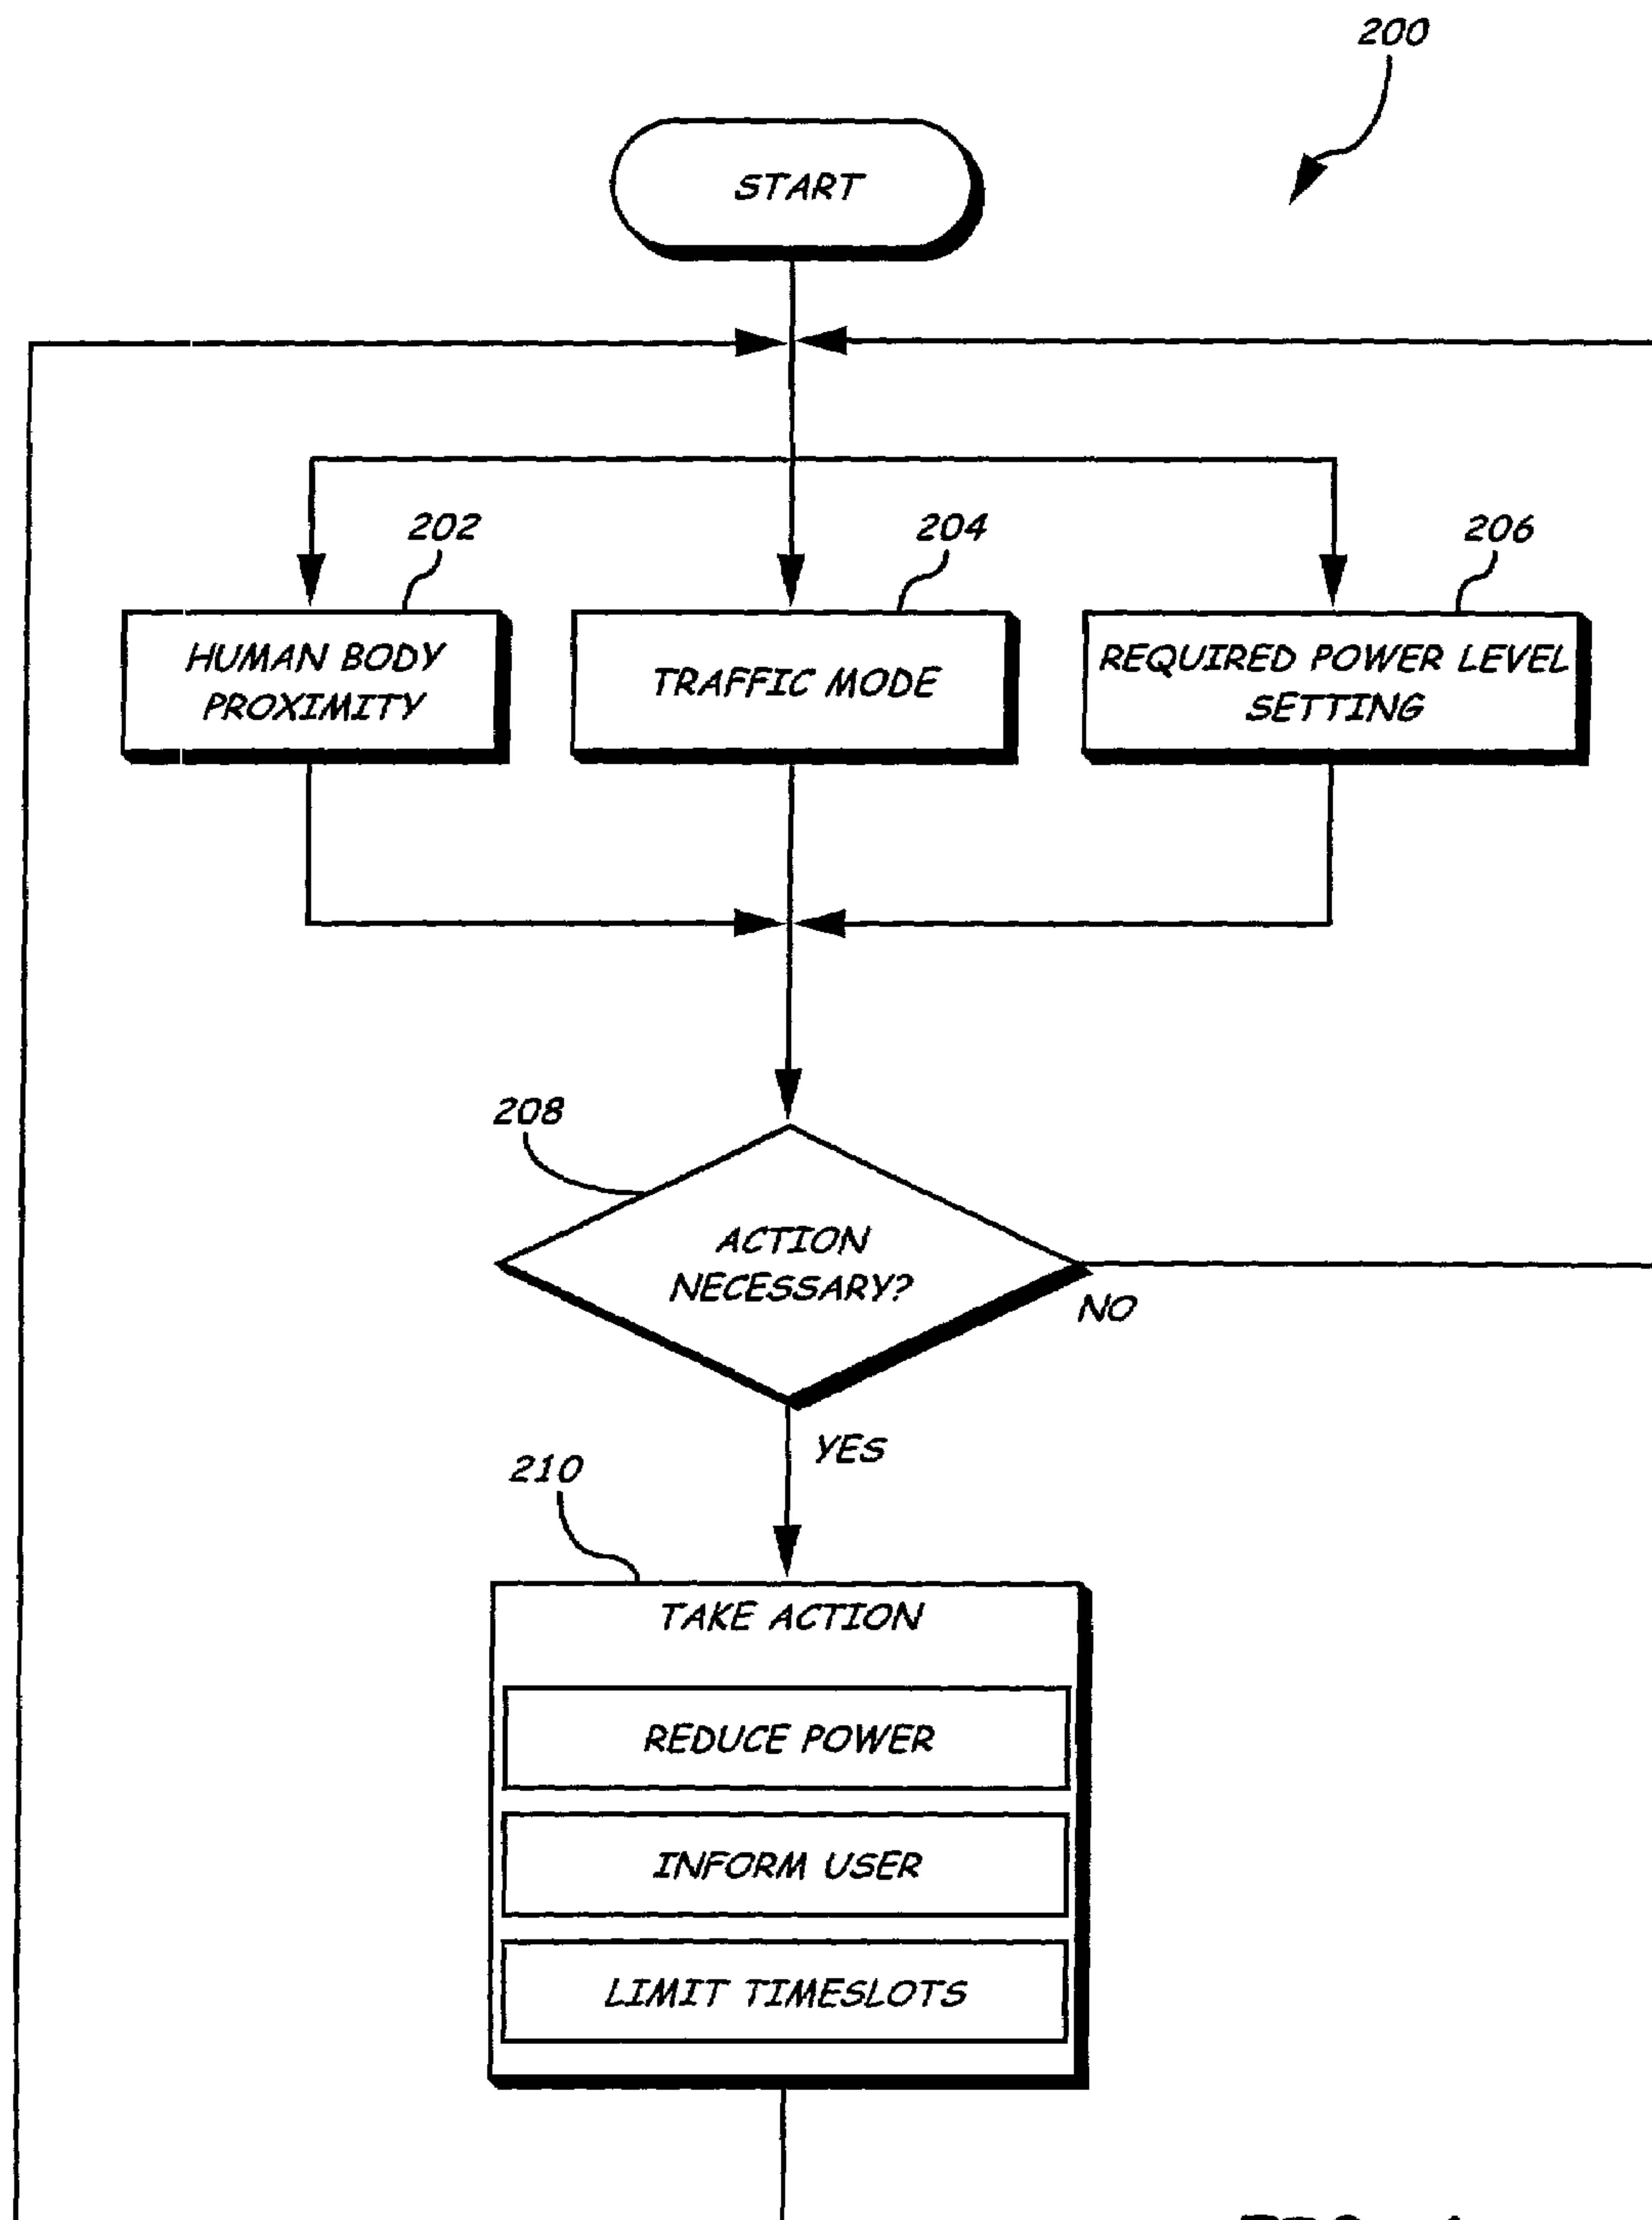 200
START
202
204
206
HUMAN BODY
PROXIMITY
TRAFFIC MODE
REQUIRED POWER LEVEL
SETTING
208
ACTION
NECESSARY?
NO
YES
210
TAKE ACTION
REDUCE POWER
INFORM USER
LIMIT TIMESLOTS